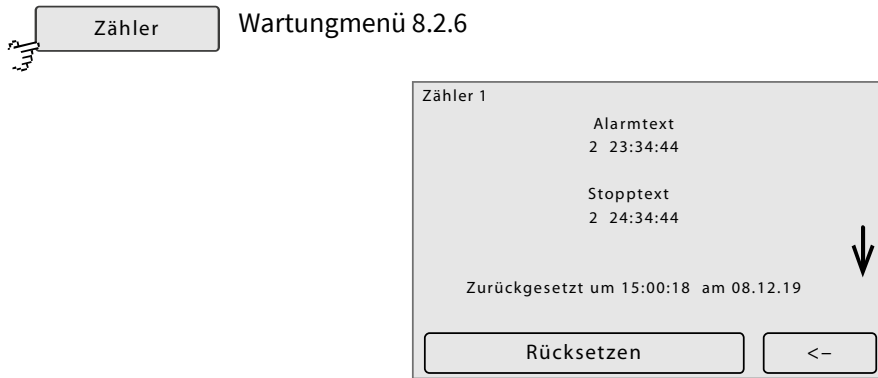 Zähler
Wartungmenü 8.2.6
Zähler 1
Alarmtext
2 23:34:44
Stopptext
2 24:34:44
Zurückgesetzt um 15:00:18 am 08.12.19
Rücksetzen
<–